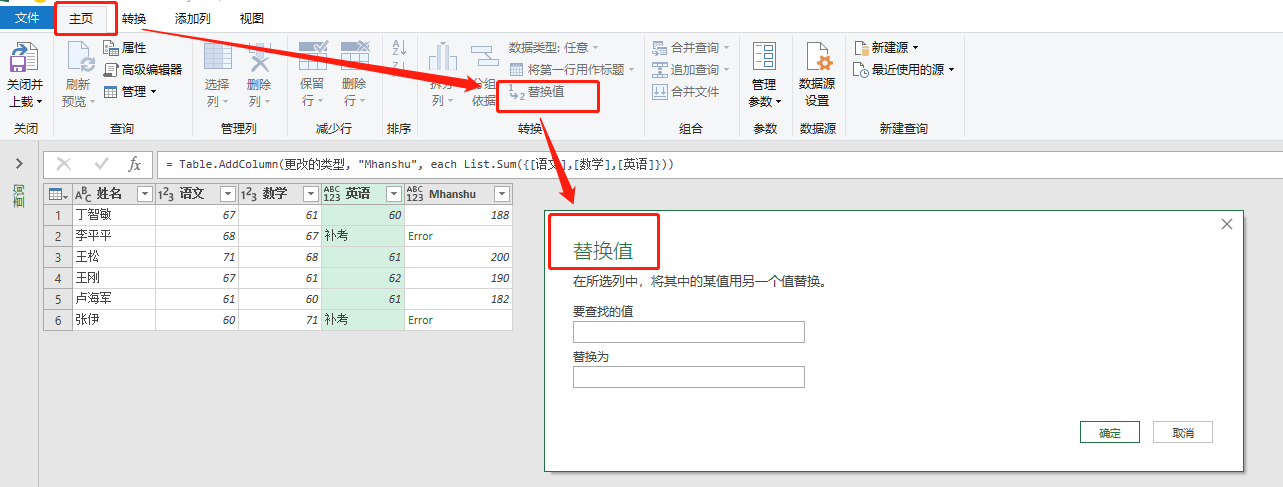 文件 主页 转换 添加列 视图
关闭并上载
关闭
刷新预览
属性
高级编辑器
管理
查询
选择列
删除列
管理列
保留行
删除行
减少行
排序
拆分列
分组依据
数据类型: 任意
将第一行用作标题
替换值
转换
合并查询
追加查询
合并文件
组合
管理参数
参数
数据源设置
数据源
新建源
最近使用的源
新建查询
查询
= Table.AddColumn(更改的类型, "Mhanshu", each List.Sum({[语文],[数学],[英语]}))
姓名 语文 数学 英语 Mhanshu
1 丁智敏 67 61 60 188
2 李平平 68 67 补考 Error
3 王松 71 68 61 200
4 王刚 67 61 62 190
5 卢海军 61 60 61 182
6 张伊 60 71 补考 Error
替换值
在所选列中，将其中的某值用另一个值替换。
要查找的值
替换为
确定 取消